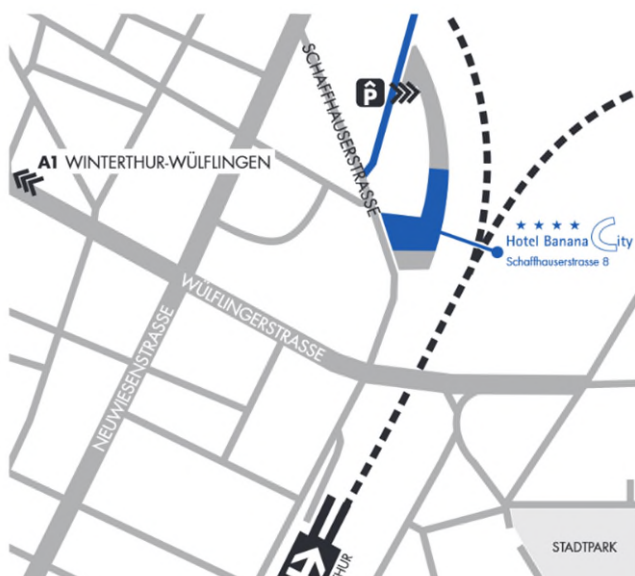 SCHAFFHAUSERSTRASSE
P
A1 WINTERTHUR-WÜLFLINGEN
Hotel Banana City
Schaffhauserstrasse 8
WÜLFLINGERSTRASSE
NEUWIESENSTRASSE
STADTPARK